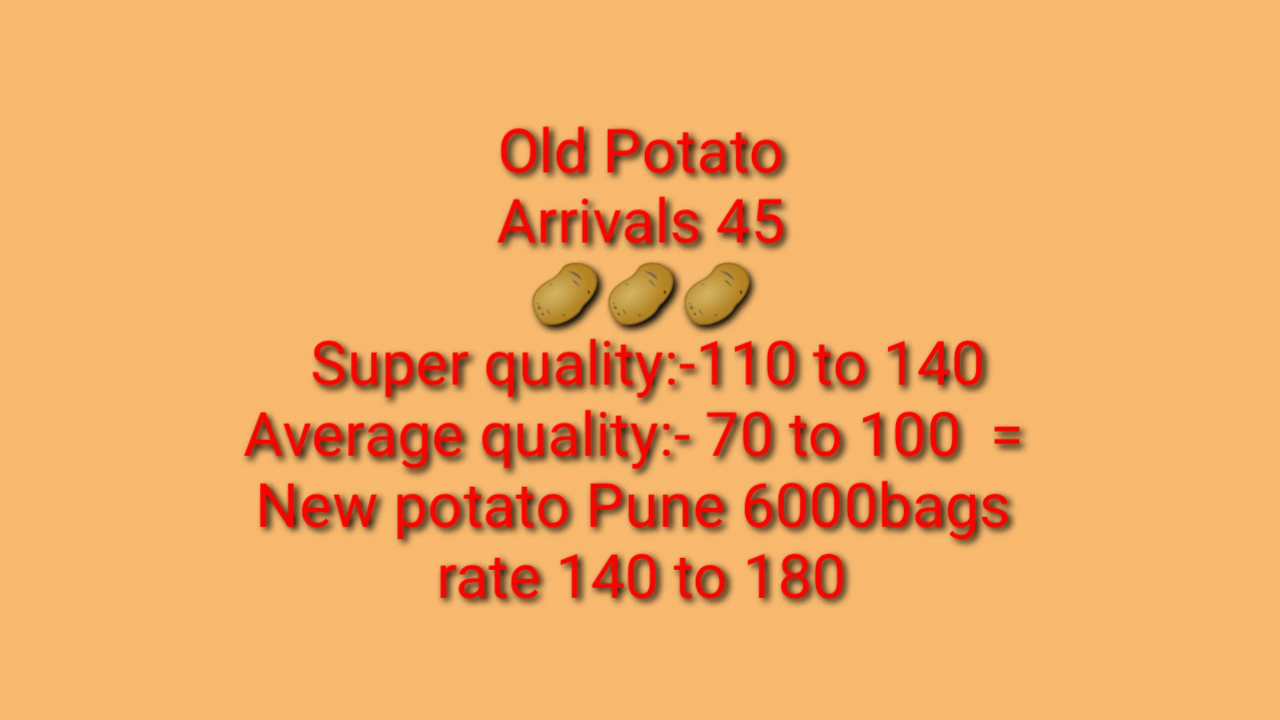 Old Potato
Arrivals 45
🥔🥔🥔
Super quality:-110 to 140
Average quality:- 70 to 100  =
New potato Pune 6000bags
rate 140 to 180